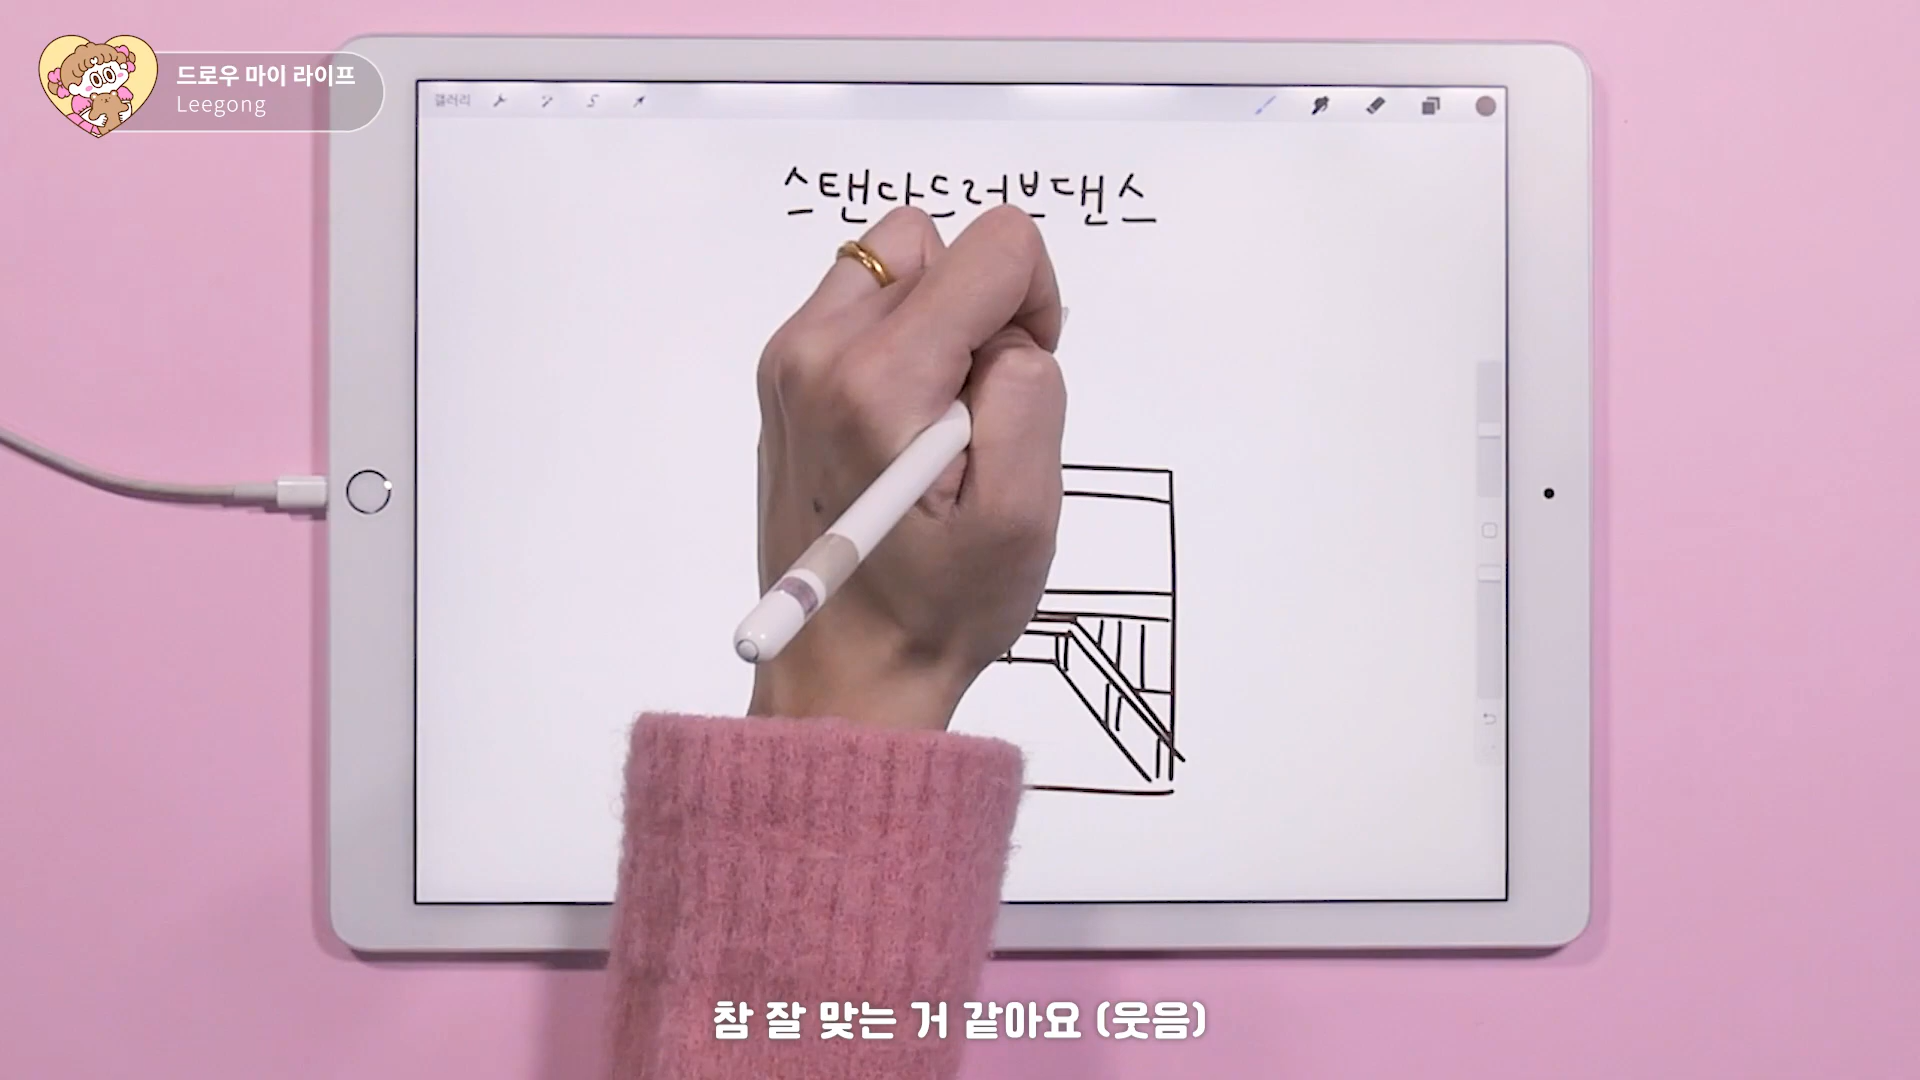 드로우 마이 라이프
Leegong
갤러리
스탠다드러브댄스
참 잘 맞는 거 같아요 (웃음)